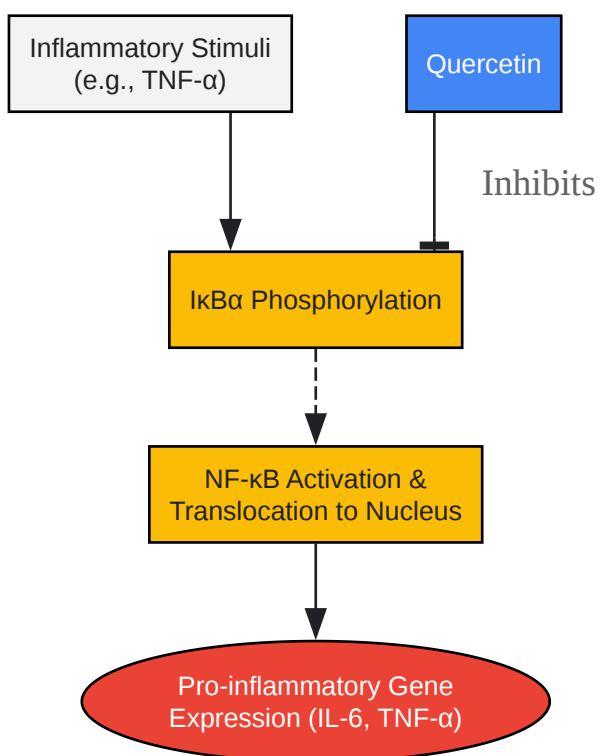 Inflammatory Stimuli
(e.g., TNF-α)
Quercetin
Inhibits
IκBα Phosphorylation
NF-κB Activation &
Translocation to Nucleus
Pro-inflammatory Gene
Expression (IL-6, TNF-α)